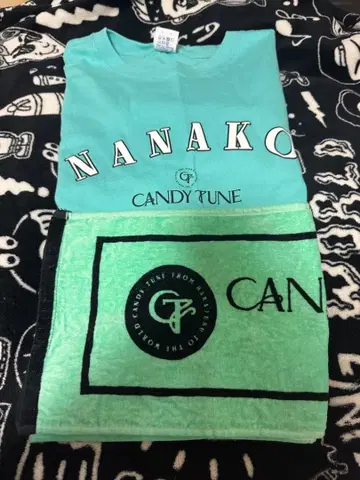 NANAKO
CT
CANDY TUNE
CANDY TUNE FROM HARAJUKU TO THE WORLD
CT
CAN